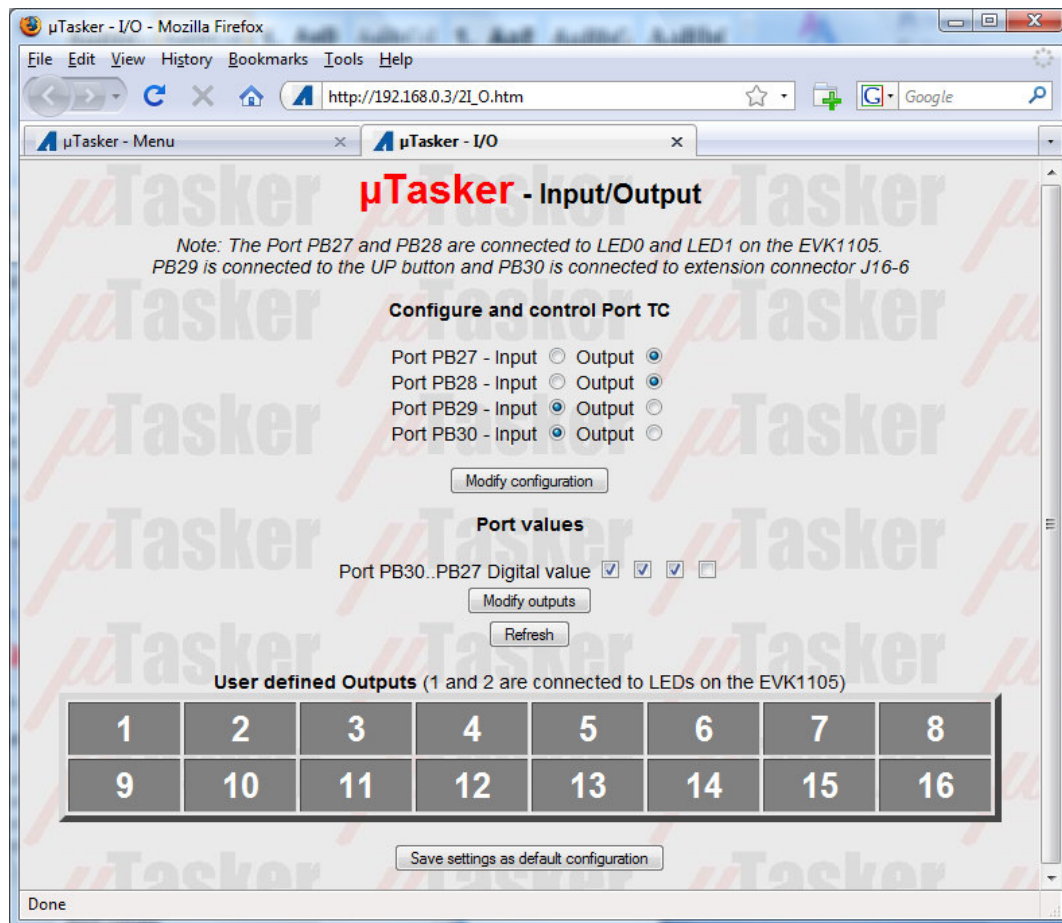 µTasker - I/O - Mozilla Firefox
File Edit View History Bookmarks Tools Help
http://192.168.0.3/2I_O.htm
Google
µTasker - Menu
µTasker - I/O
µTasker - Input/Output
Note: The Port PB27 and PB28 are connected to LED0 and LED1 on the EVK1105.
PB29 is connected to the UP button and PB30 is connected to extension connector J16-6
Configure and control Port TC
Port PB27 - Input Output
Port PB28 - Input Output
Port PB29 - Input Output
Port PB30 - Input Output
Modify configuration
Port values
Port PB30..PB27 Digital value
Modify outputs
Refresh
User defined Outputs (1 and 2 are connected to LEDs on the EVK1105)
1 2 3 4 5 6 7 8
9 10 11 12 13 14 15 16
Save settings as default configuration
Done